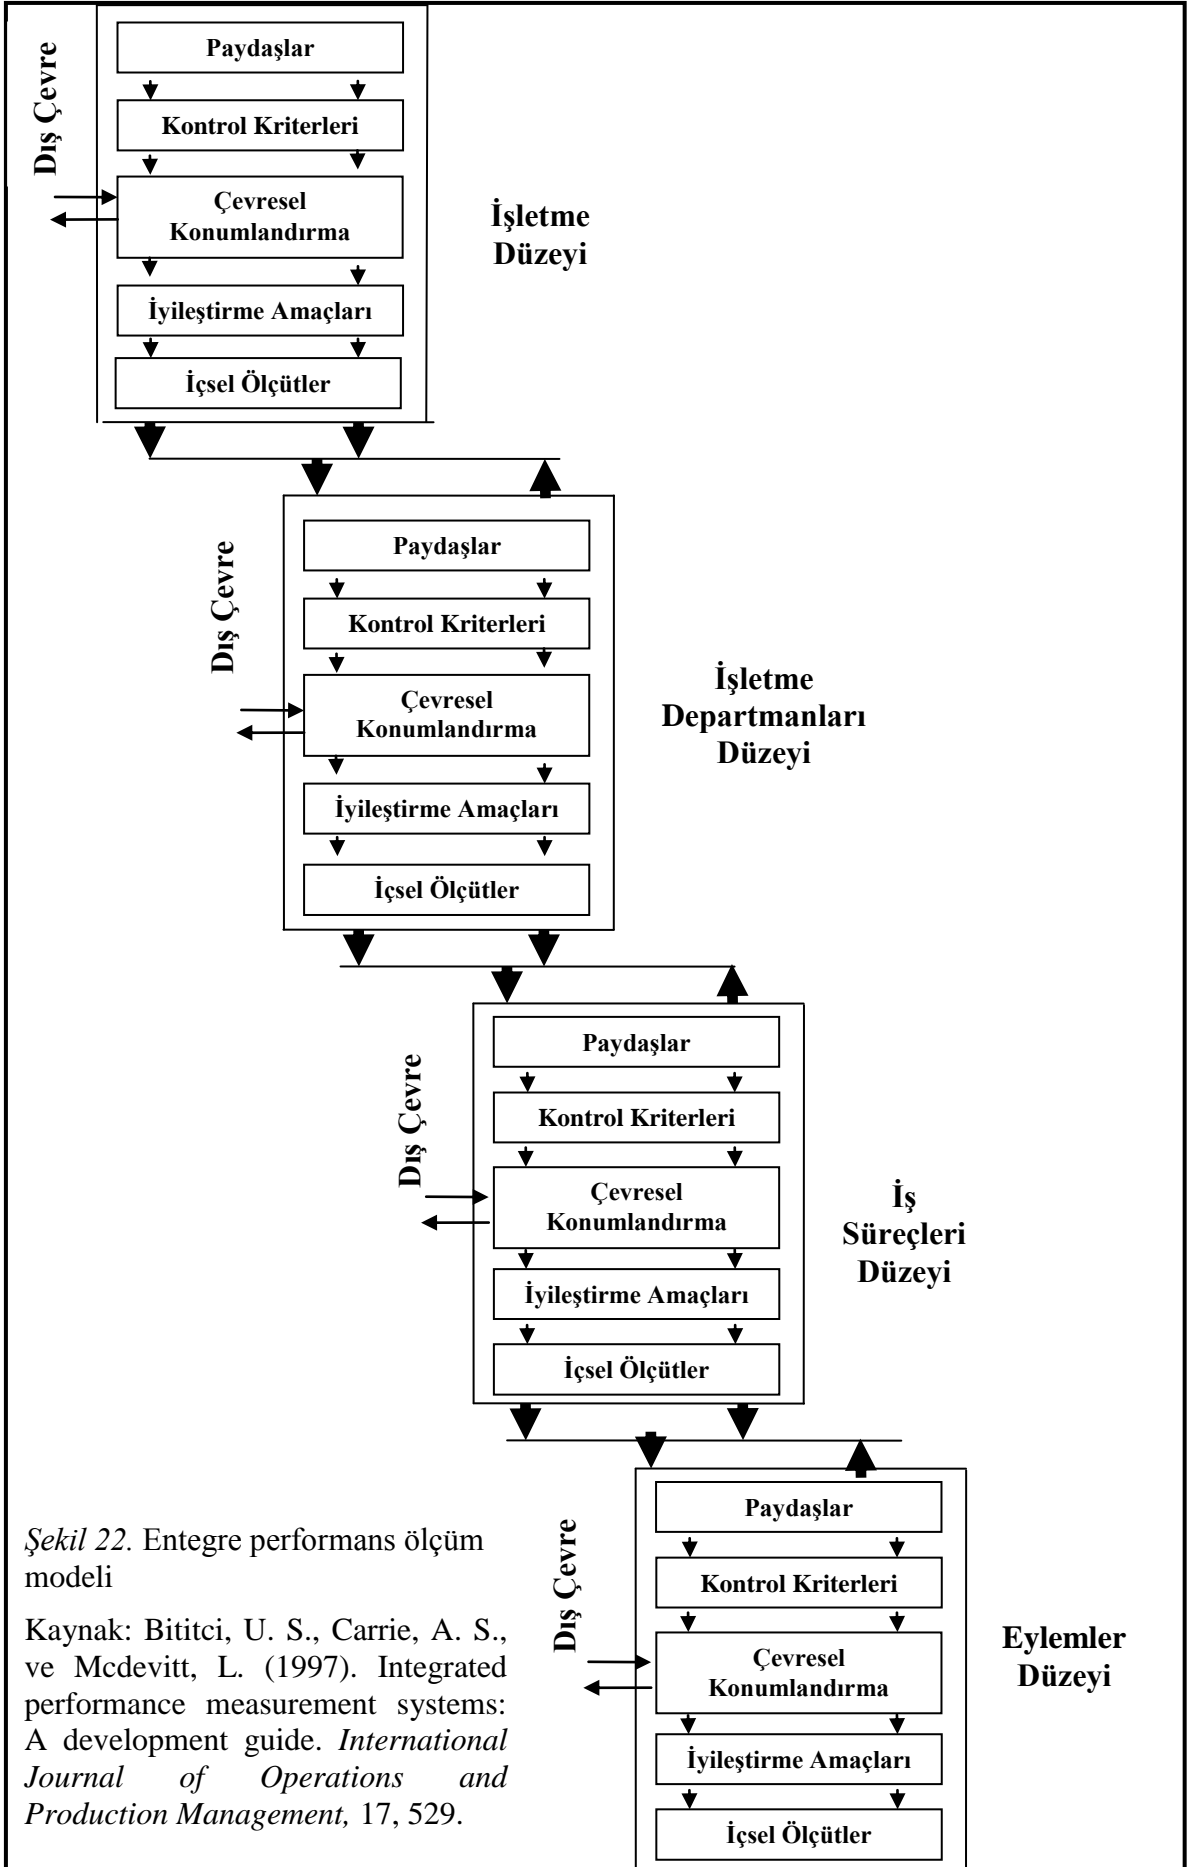 Paydaşlar
Dış Çevre
Kontrol Kriterleri
Çevresel
Konumlandırma
İyileştirme Amaçları
İçsel Ölçütler
İşletme
Düzeyi
Paydaşlar
Dış Çevre
Kontrol Kriterleri
Çevresel
Konumlandırma
İyileştirme Amaçları
İçsel Ölçütler
İşletme
Departmanları
Düzeyi
Paydaşlar
Dış Çevre
Kontrol Kriterleri
Çevresel
Konumlandırma
İyileştirme Amaçları
İçsel Ölçütler
İş
Süreçleri
Düzeyi
Paydaşlar
Dış Çevre
Kontrol Kriterleri
Çevresel
Konumlandırma
İyileştirme Amaçları
İçsel Ölçütler
Eylemler
Düzeyi
Şekil 22. Entegre performans ölçüm
modeli
Kaynak: Bititci, U. S., Carrie, A. S.,
ve Mcdevitt, L. (1997). Integrated
performance measurement systems:
A development guide. International
Journal of Operations and
Production Management, 17, 529.